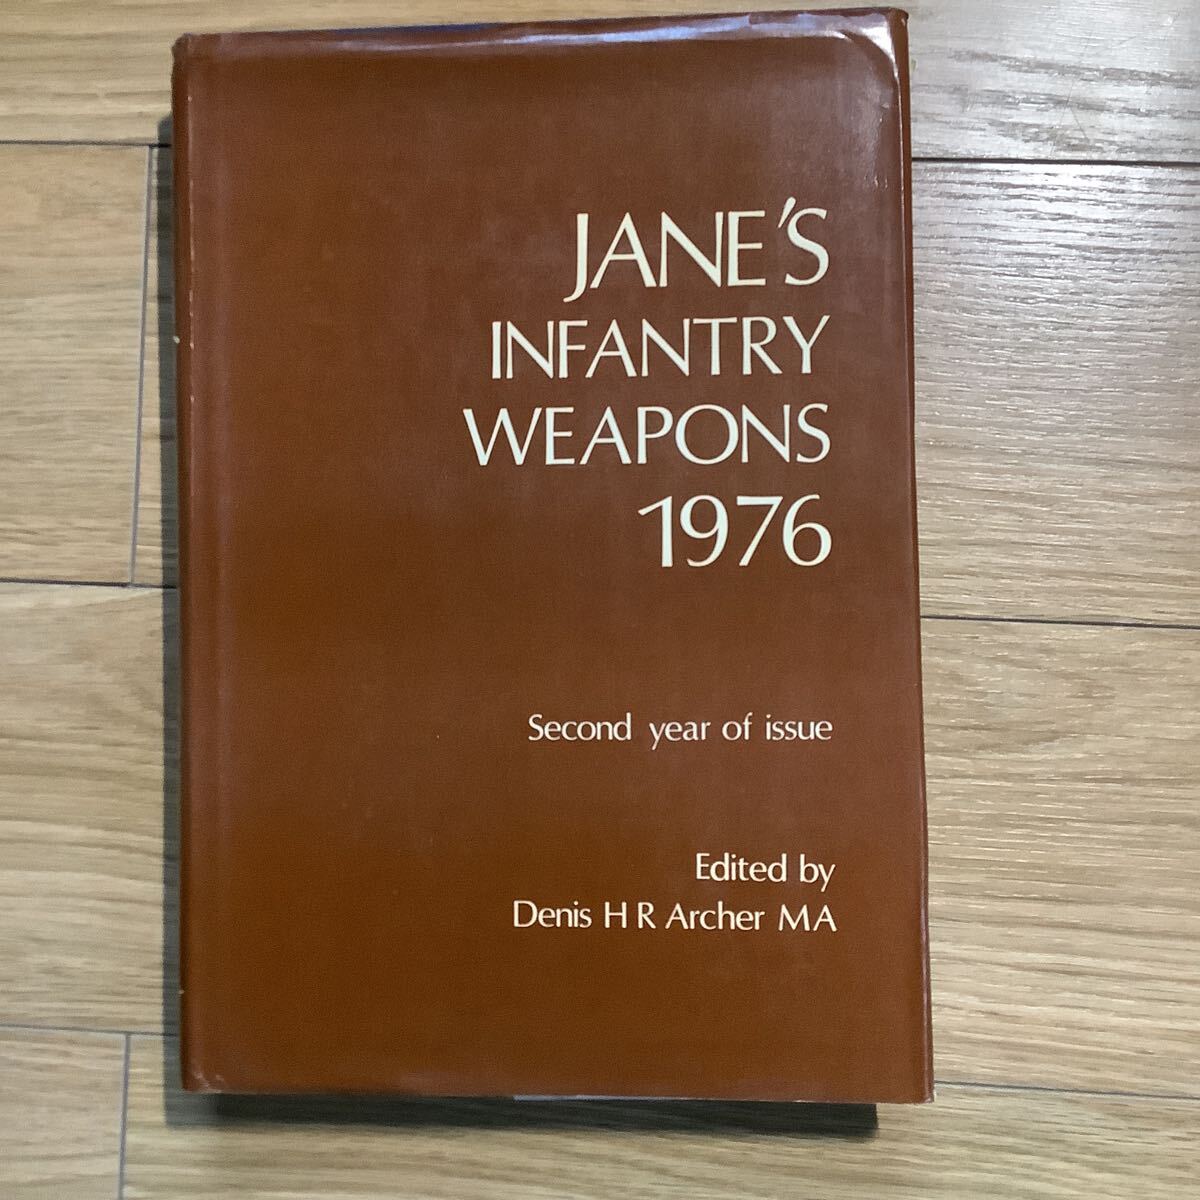 JANE'S
INFANTRY
WEAPONS
1976
Second year of issue
Edited by
Denis H R Archer MA